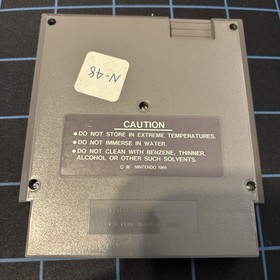 N-48
CAUTION
•DO NOT STORE IN EXTREME TEMPERATURES.
•DO NOT IMMERSE IN WATER.
•DO NOT CLEAN WITH BENZENE, THINNER,
ALCOHOL OR OTHER SUCH SOLVENTS.
NINTENDO 1985